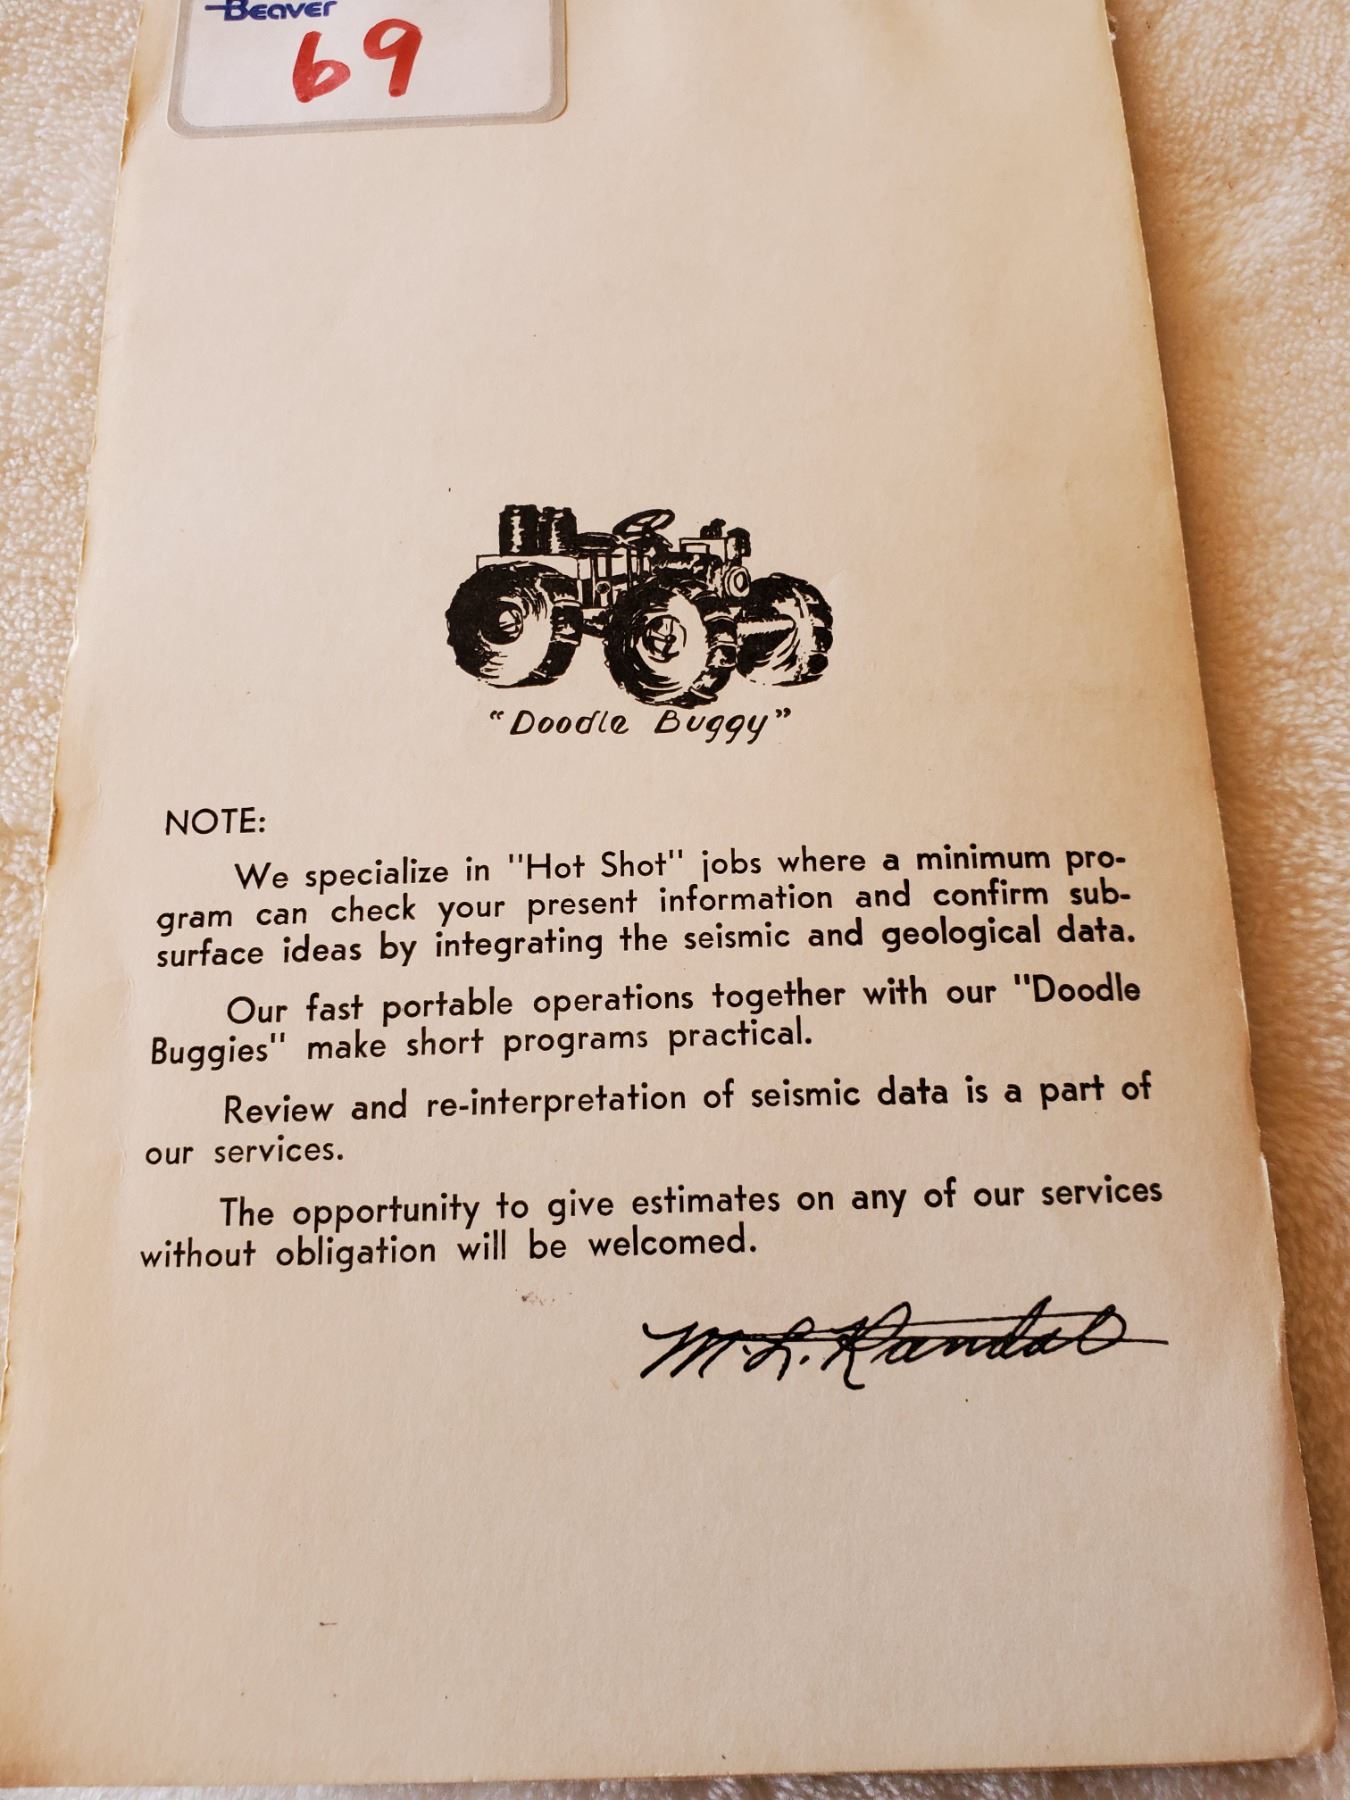 Beaver
69
“Doodle Buggy”
NOTE:
We specialize in "Hot Shot" jobs where a minimum pro-
gram can check your present information and confirm sub-
surface ideas by integrating the seismic and geological data.
Our fast portable operations together with our "Doodle
Buggies" make short programs practical.
Review and re-interpretation of seismic data is a part of
our services.
The opportunity to give estimates on any of our services
without obligation will be welcomed.
M. L. Randal